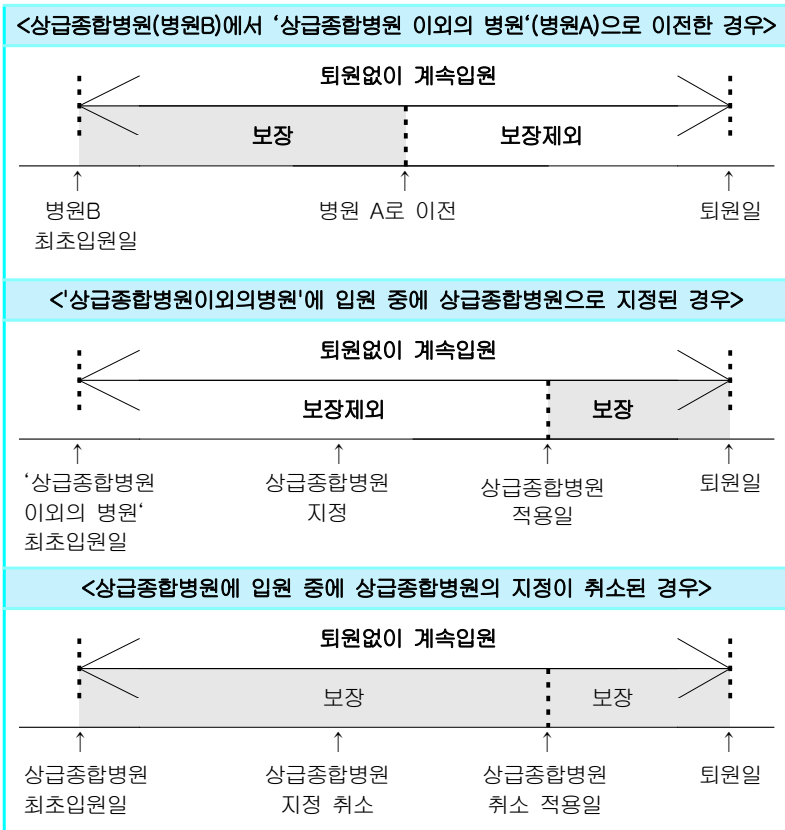 <상급종합병원(병원B)에서 ‘상급종합병원 이외의 병원‘(병원A)으로 이전한 경우>
퇴원없이 계속입원
보장 보장제외
↑ ↑ ↑
병원B 병원 A로 이전 퇴원일
최초입원일
<'상급종합병원이외의병원'에 입원 중에 상급종합병원으로 지정된 경우>
퇴원없이 계속입원
보장제외 보장
↑ ↑ ↑ ↑
‘상급종합병원 상급종합병원 상급종합병원 퇴원일
이외의 병원‘ 지정 적용일
최초입원일
<상급종합병원에 입원 중에 상급종합병원의 지정이 취소된 경우>
퇴원없이 계속입원
보장 보장
↑ ↑ ↑ ↑
상급종합병원 상급종합병원 상급종합병원 퇴원일
최초입원일 지정 취소 취소 적용일